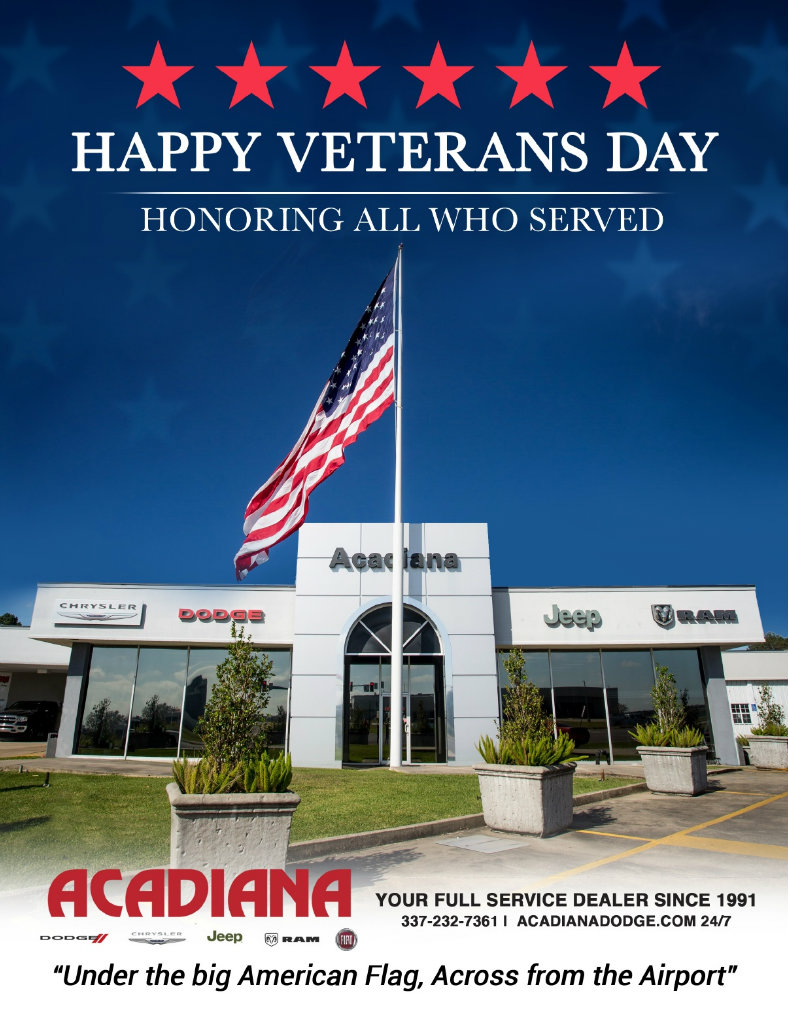 HAPPY VETERANS DAY
HONORING ALL WHO SERVED
Acadiana
CHRYSLER DODGE Jeep RAM
ACADIANA
YOUR FULL SERVICE DEALER SINCE 1991
337-232-7361 | ACADIANADODGE.COM 24/7
DODGE CHRYSLER Jeep RAM FIAT
"Under the big American Flag, Across from the Airport"